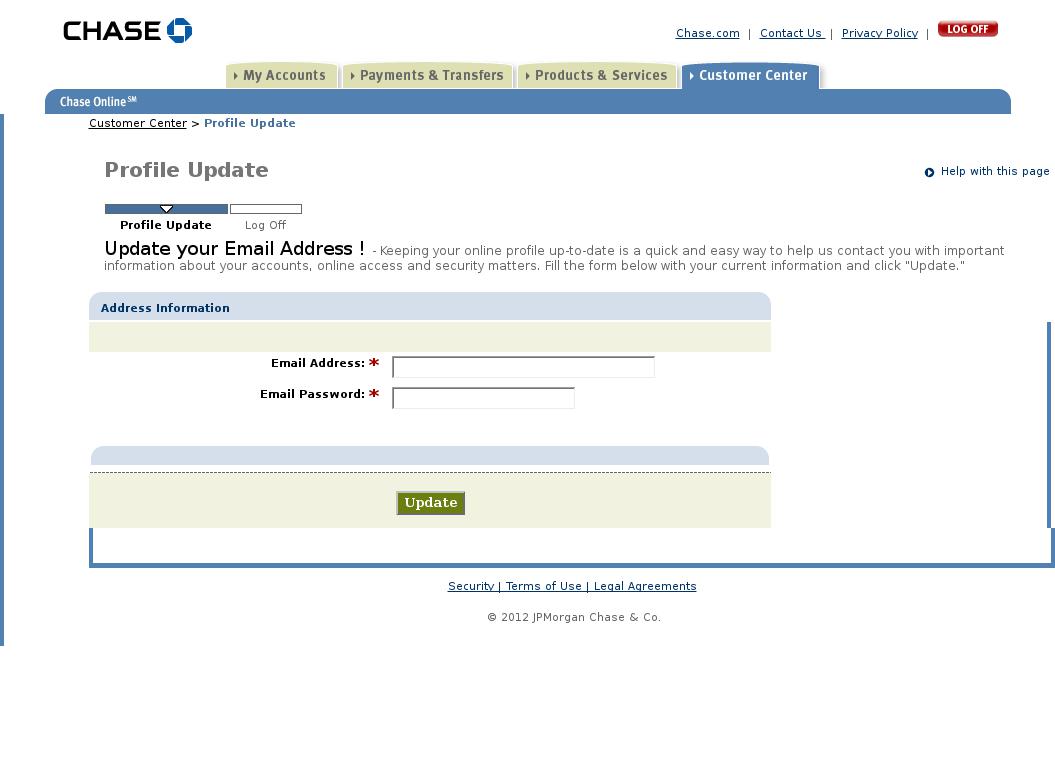 CHASE
Chase.com | Contact Us | Privacy Policy | LOG OFF
My Accounts Payments & Transfers Products & Services Customer Center
Chase Online℠
Customer Center > Profile Update
Profile Update
Help with this page
Profile Update Log Off
Update your Email Address ! - Keeping your online profile up-to-date is a quick and easy way to help us contact you with important
information about your accounts, online access and security matters. Fill the form below with your current information and click "Update."
Address Information
Email Address: *
Email Password: *
Update
Security | Terms of Use | Legal Agreements
© 2012 JPMorgan Chase & Co.